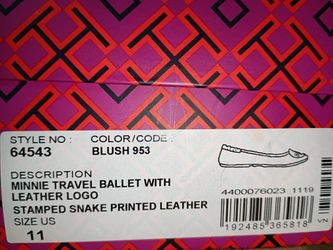 STYLE NO : COLOR/CODE :
64543 BLUSH 953
DESCRIPTION
MINNIE TRAVEL BALLET WITH
LEATHER LOGO
4400076023 1119
STAMPED SNAKE PRINTED LEATHER
SIZE US
11
192485365818
VN